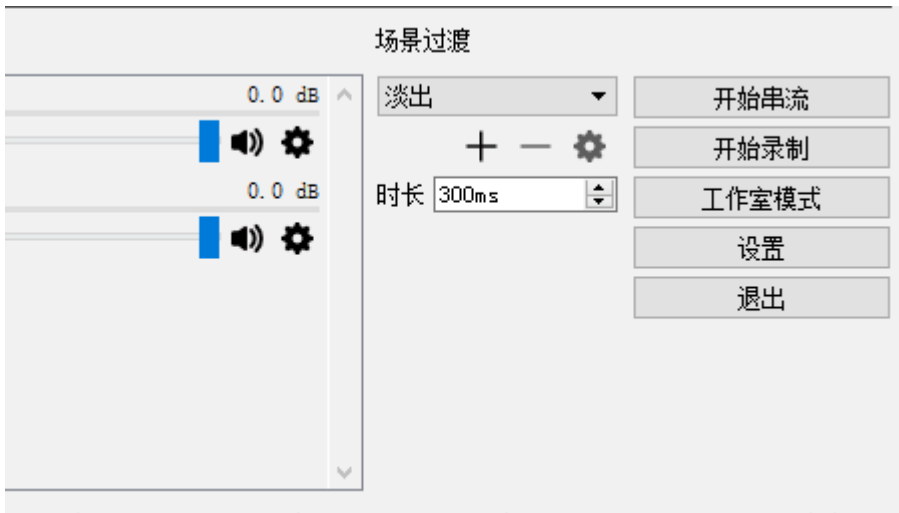 场景过渡
0.0 dB
淡出
开始串流
开始录制
0.0 dB
时长 300ms
工作室模式
设置
退出